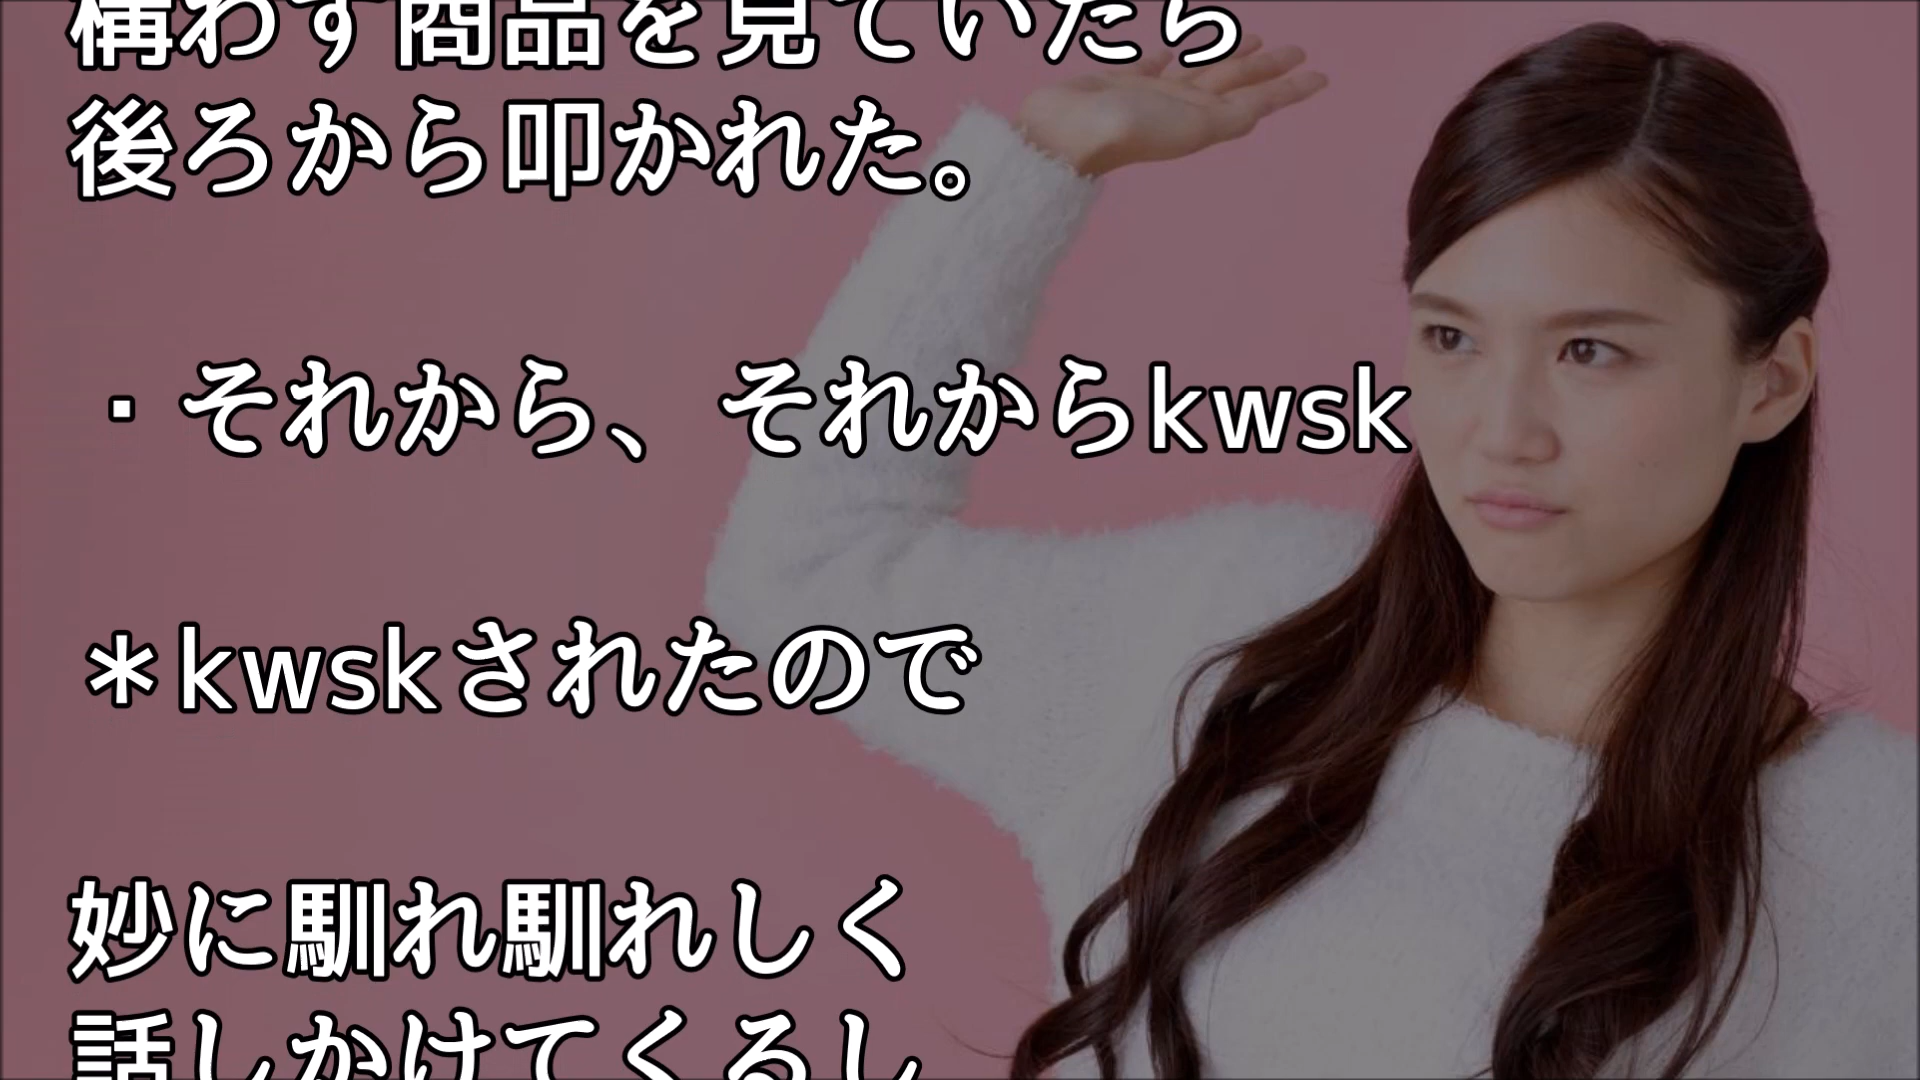 構わず商品を見ていたら
後ろから叩かれた。
・それから、それからkwsk
＊kwskされたので
妙に馴れ馴れしく
話しかけてくるし